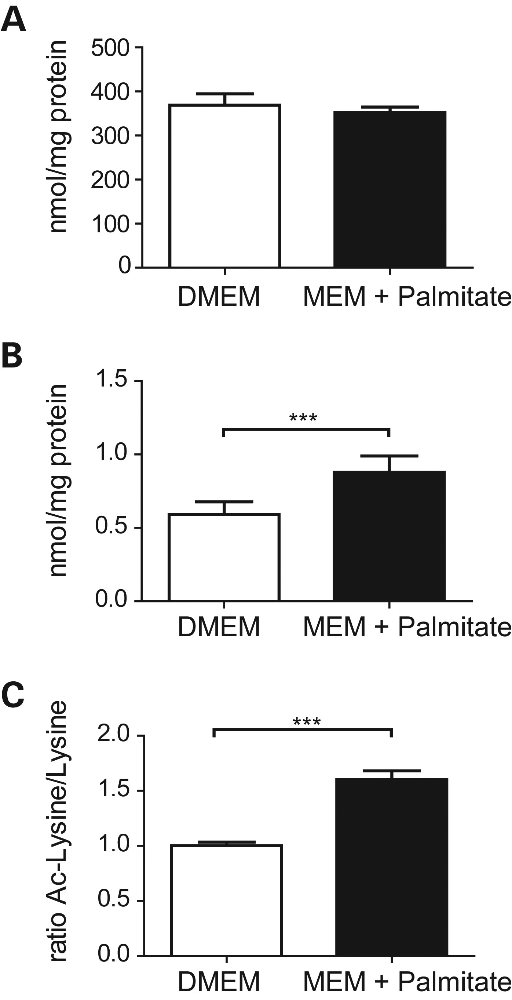 A
nmol/mg protein
500
400
300
200
100
0
DMEM
MEM + Palmitate
B
nmol/mg protein
1.5
1.0
0.5
0.0
***
DMEM
MEM + Palmitate
C
ratio Ac-Lysine/Lysine
2.0
1.5
1.0
0.5
0.0
***
DMEM
MEM + Palmitate